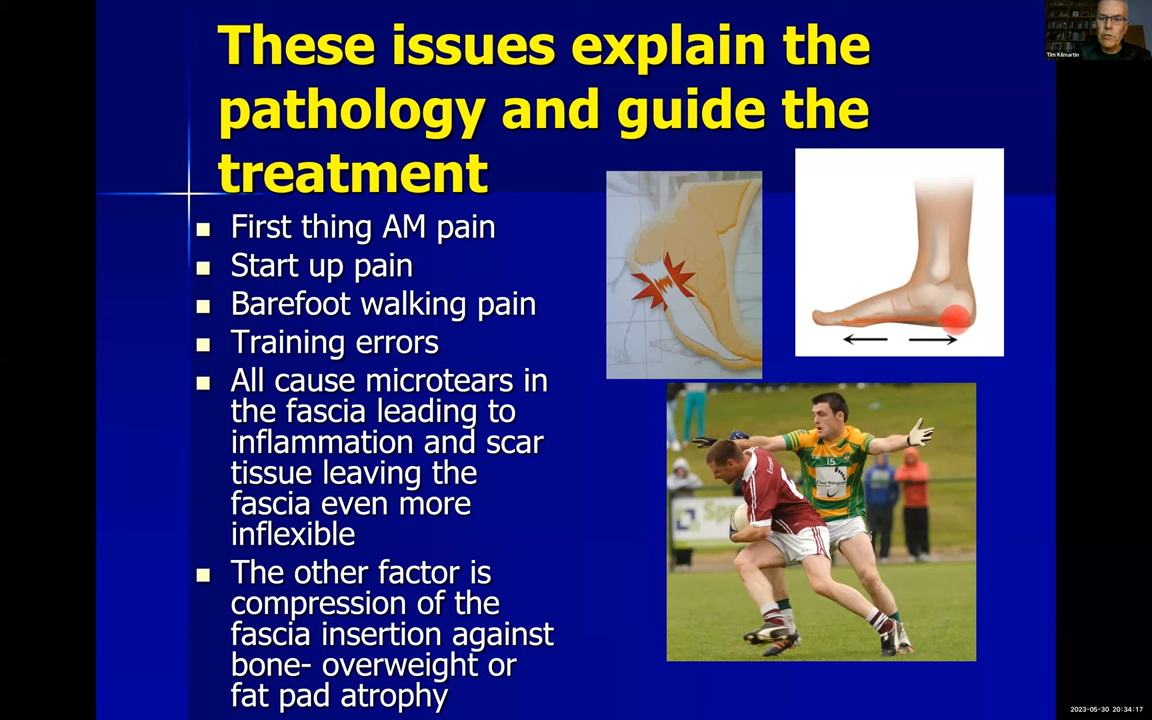 These issues explain the
pathology and guide the
treatment
Tim Kilmartin
First thing AM pain
Start up pain
Barefoot walking pain
Training errors
All cause microtears in
the fascia leading to
inflammation and scar
tissue leaving the
fascia even more
inflexible
The other factor is
compression of the
fascia insertion against
bone- overweight or
fat pad atrophy
15
2023-05-30 20:34:17